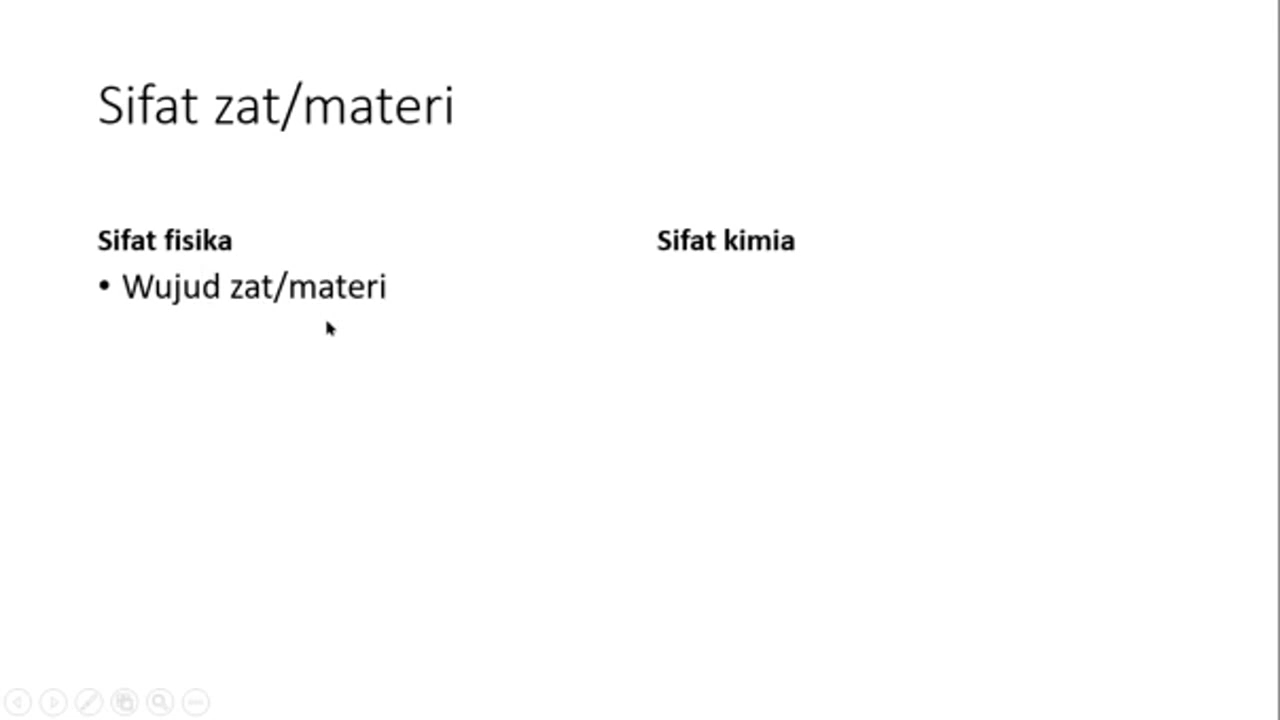 Sifat zat/materi
Sifat fisika
• Wujud zat/materi
Sifat kimia